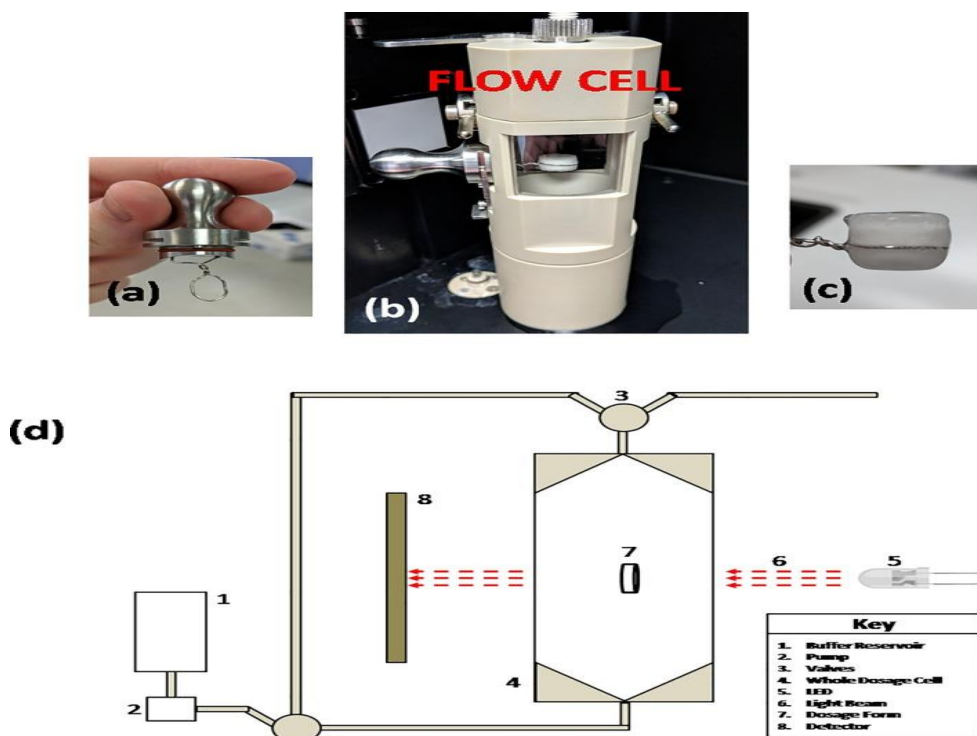 FLOW CELL
(a)
(b)
(c)
(d)
3
8
7
6
5
1
4
2
Key
1. Buffer Reservoir
2. Pump
3. Valves
4. Whole Dosage Cell
5. LED
6. Light Beam
7. Dosage Form
8. Detector